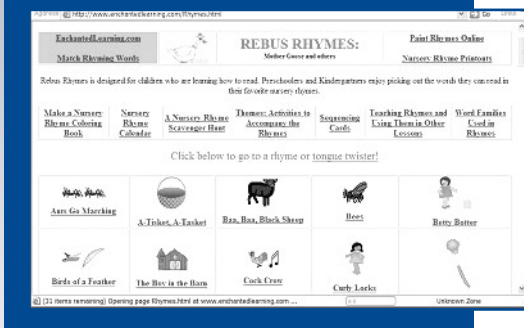 Address http://www.enchantedlearning.com/Rhymes.html Go Links
EnchantedLearning.com
Match Rhyming Words
REBUS RHYMES:
Mother Goose and others
Paint Rhymes Online
Nursery Rhyme Printouts
Rebus Rhymes is designed for children who are learning how to read. Preschoolers and Kindergartners enjoy picking out the words they can read in
their favorite nursery rhymes.
Make a Nursery
Rhyme Coloring
Book
Nursery
Rhyme
Calendar
A Nursery Rhyme
Scavenger Hunt
Themes: Activities to
Accompany the
Rhymes
Sequencing
Cards
Teaching Rhymes and
Using Them in Other
Lessons
Word Families
Used in
Rhymes
Click below to go to a rhyme or tongue twister!
Ants Go Marching
A-Tisket, A-Tasket
Baa, Baa, Black Sheep
Bees
Betty Botter
Birds of a Feather
The Boy in the Barn
Cock Crow
Curly Locks
(31 items remaining) Opening page Rhymes.html at www.enchantedlearning.com ...
Unknown Zone